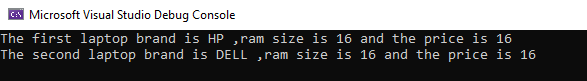 C:\
Microsoft Visual Studio Debug Console
The first laptop brand is HP ,ram size is 16 and the price is 16
The second laptop brand is DELL ,ram size is 16 and the price is 16